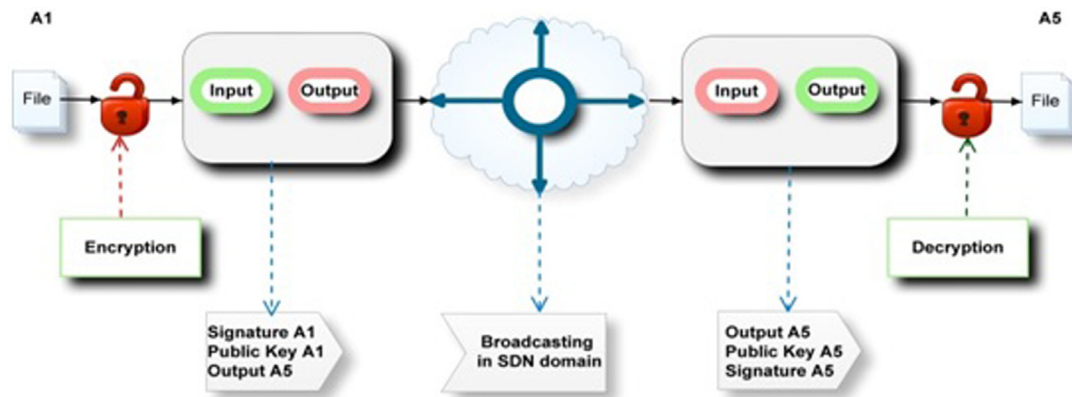 A1
A5
File
Input
Output
Input
Output
File
Encryption
Decryption
Signature A1
Public Key A1
Output A5
Broadcasting
in SDN domain
Output A5
Public Key A5
Signature A5